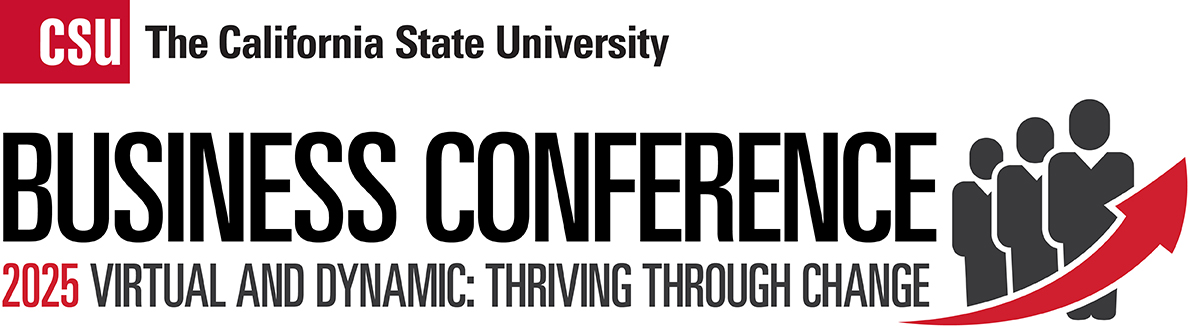 CSU The California State University
BUSINESS CONFERENCE
2025 VIRTUAL AND DYNAMIC: THRIVING THROUGH CHANGE